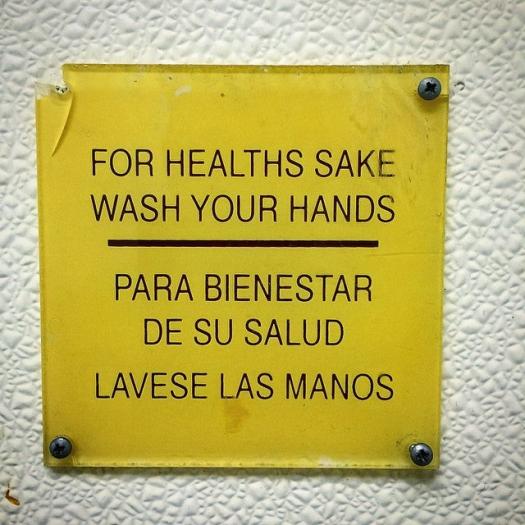 FOR HEALTHS SAKE
WASH YOUR HANDS
PARA BIENESTAR
DE SU SALUD
LAVESE LAS MANOS